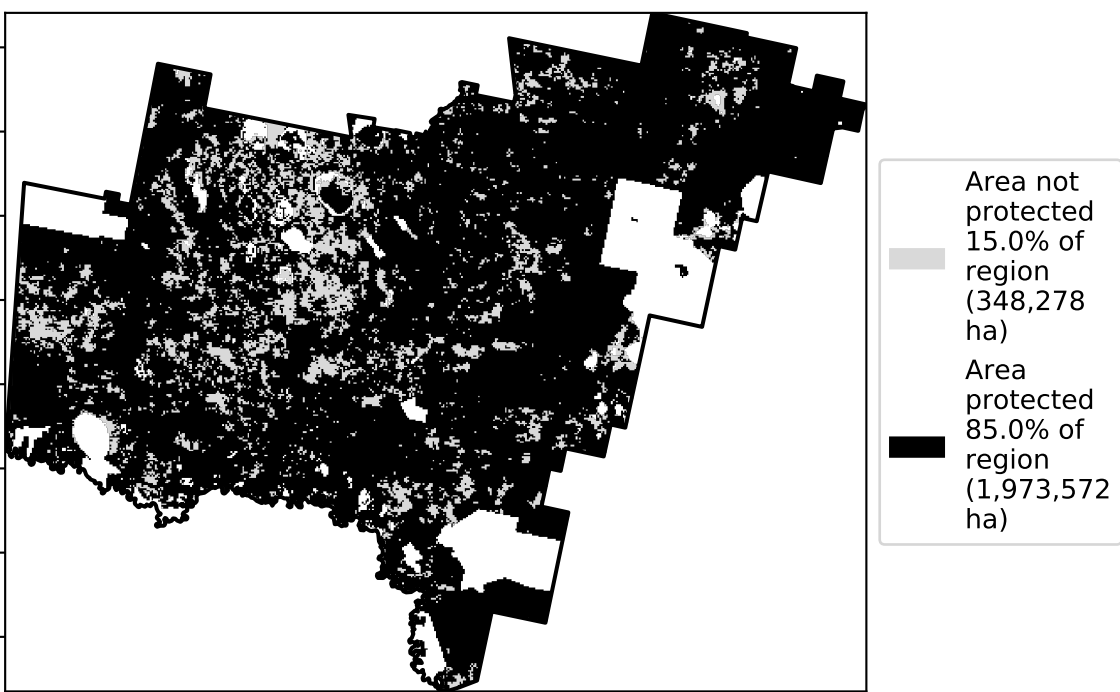 Area not
protected
15.0% of
region
(348,278
ha)
Area
protected
85.0% of
region
(1,973,572
ha)